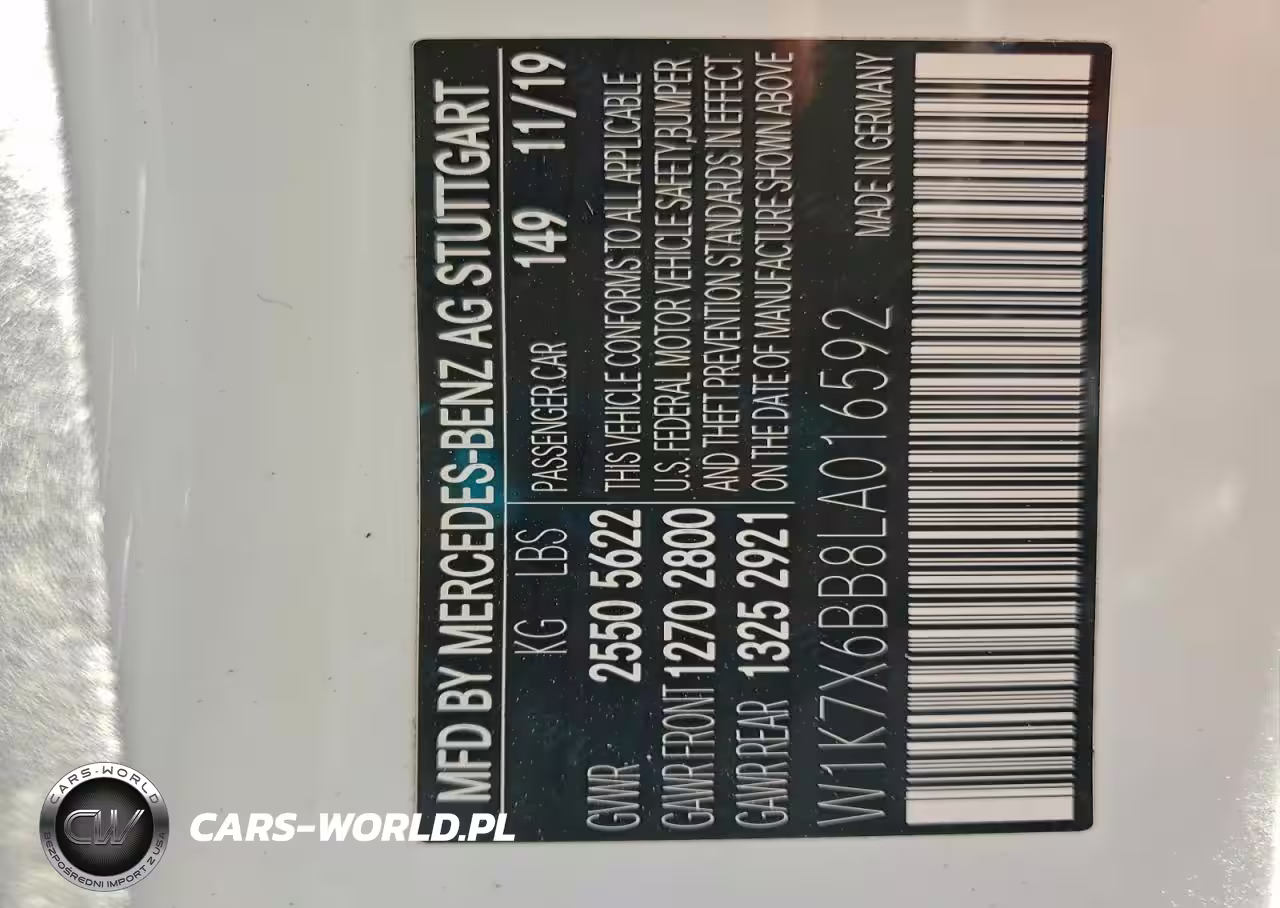 MFD BY MERCEDES-BENZ AG STUTTGART
KG LBS PASSENGER CAR 149 11/19
GVWR 2550 5622 THIS VEHICLE CONFORMS TO ALL APPLICABLE
GAWR FRONT 1270 2800 U.S. FEDERAL MOTOR VEHICLE SAFETY,BUMPER
AND THEFT PREVENTION STANDARDS IN EFFECT
GAWR REAR 1325 2921 ON THE DATE OF MANUFACTURE SHOWN ABOVE
W1K7X6BB8LA016592 MADE IN GERMANY
CARS-WORLD
CW
BEZPOŚREDNI IMPORT Z USA
CARS-WORLD.PL